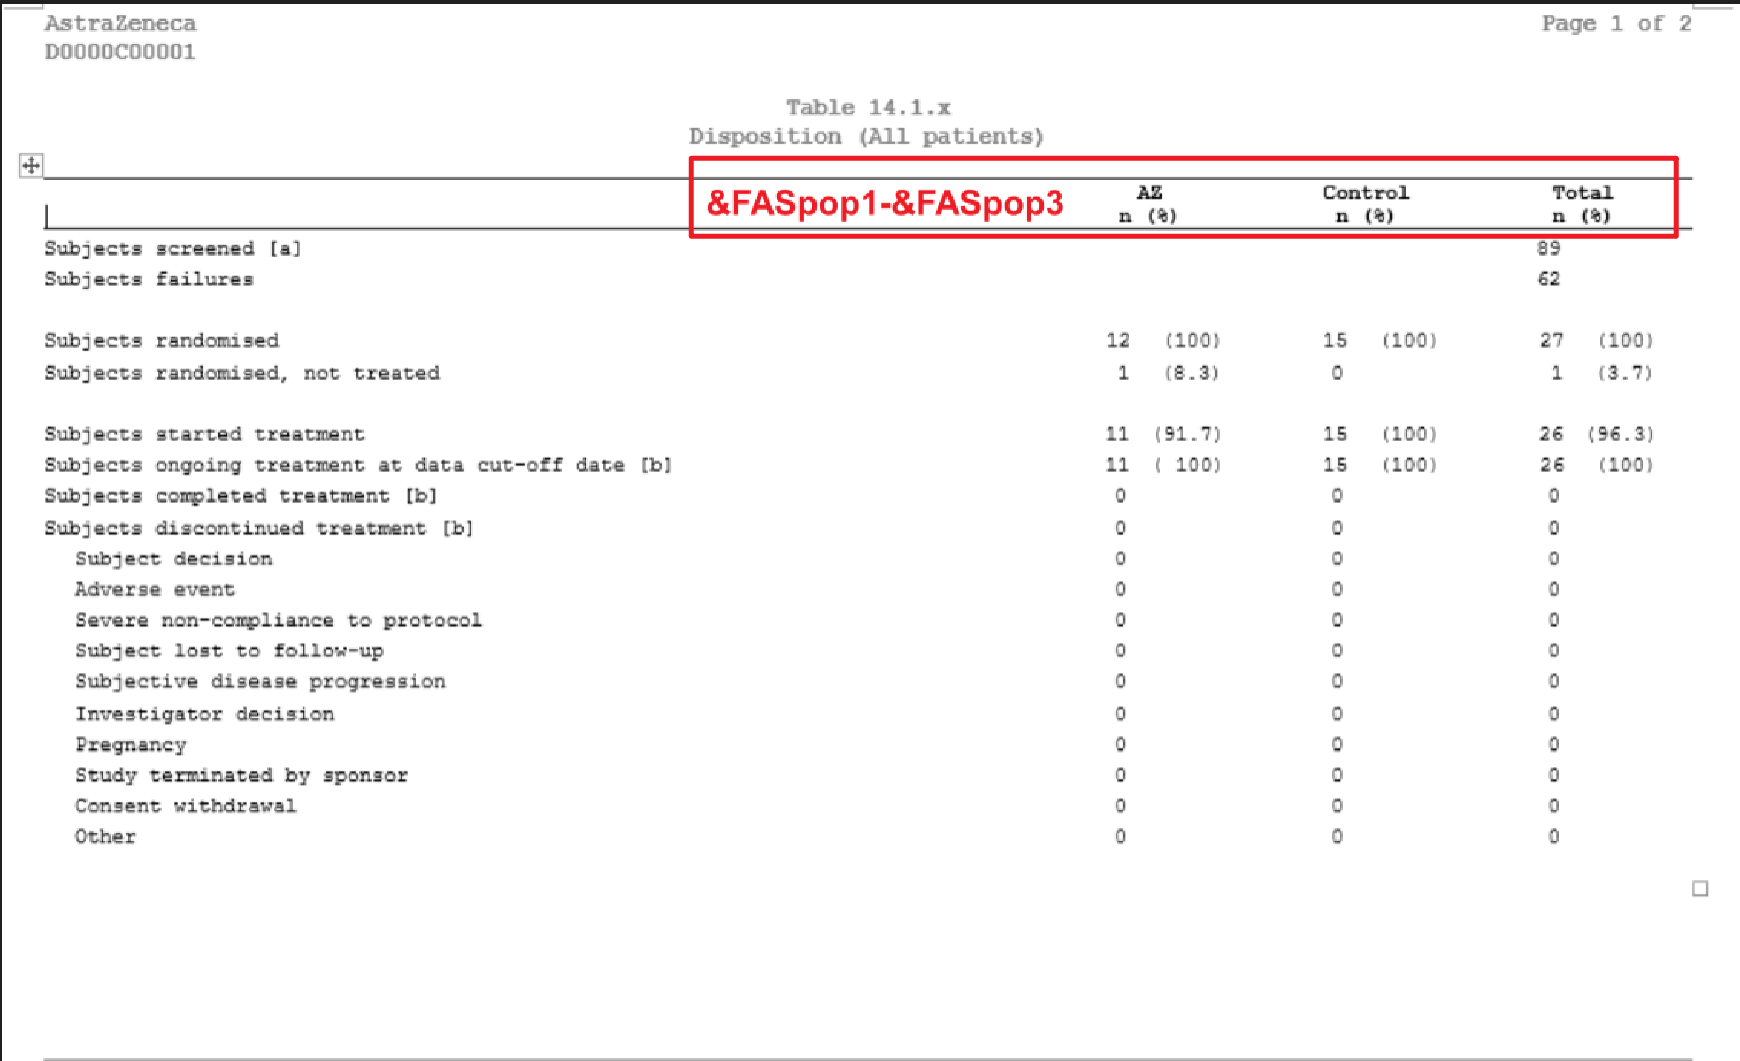 AstraZeneca Page 1 of 2
D0000C00001
Table 14.1.x
Disposition (All patients)
&FASpop1-&FASpop3
AZ Control Total
n (%) n (%) n (%)
Subjects screened [a] 89
Subjects failures 62
Subjects randomised 12 (100) 15 (100) 27 (100)
Subjects randomised, not treated 1 (8.3) 0 1 (3.7)
Subjects started treatment 11 (91.7) 15 (100) 26 (96.3)
Subjects ongoing treatment at data cut-off date [b] 11 ( 100) 15 (100) 26 (100)
Subjects completed treatment [b] 0 0 0
Subjects discontinued treatment [b] 0 0 0
Subject decision 0 0 0
Adverse event 0 0 0
Severe non-compliance to protocol 0 0 0
Subject lost to follow-up 0 0 0
Subjective disease progression 0 0 0
Investigator decision 0 0 0
Pregnancy 0 0 0
Study terminated by sponsor 0 0 0
Consent withdrawal 0 0 0
Other 0 0 0